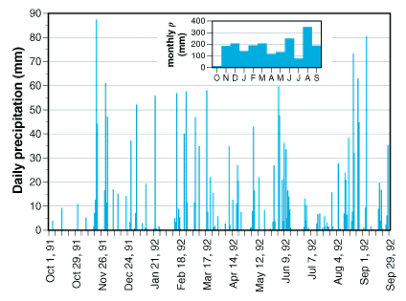 Daily precipitation (mm)
90
80
70
60
50
40
30
20
10
0
monthly p
(mm)
400
300
200
100
0
O N D J F M A M J J A S
Oct 1, 91
Oct 29, 91
Nov 26, 91
Dec 24, 91
Jan 21, 92
Feb 18, 92
Mar 17, 92
Apr 14, 92
May 12, 92
Jun 9, 92
Jul 7, 92
Aug 4, 92
Sep 1, 92
Sep 29, 92